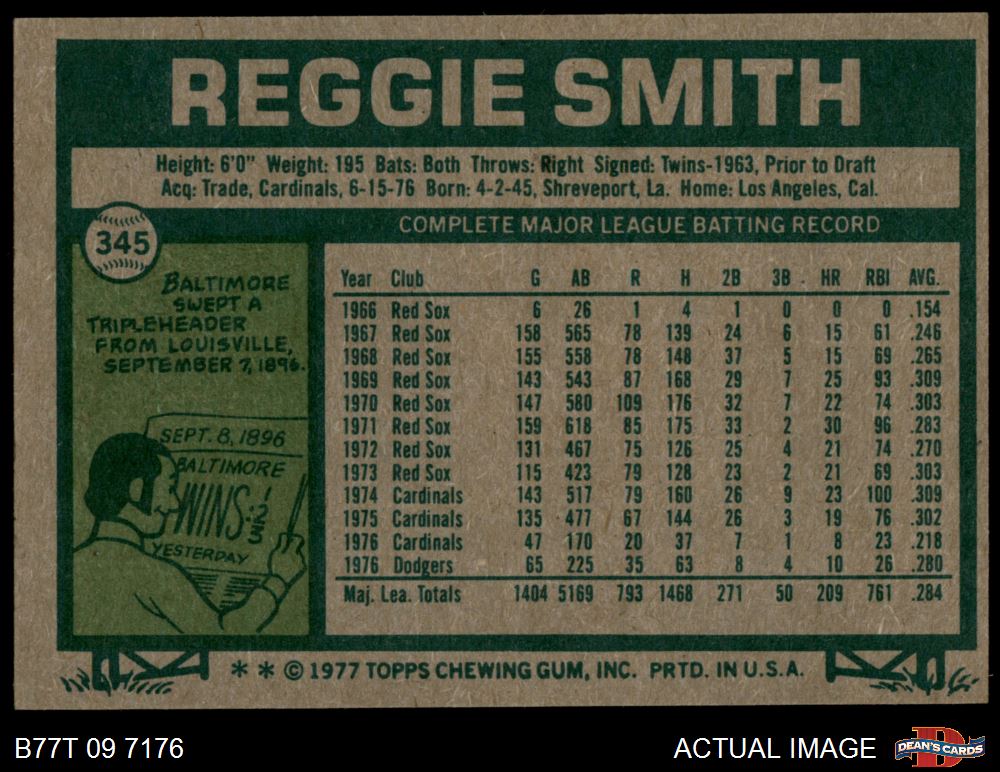 REGGIE SMITH
Height: 6'0" Weight: 195 Bats: Both Throws: Right Signed: Twins-1963, Prior to Draft
Acq: Trade, Cardinals, 6-15-76 Born: 4-2-45, Shreveport, La. Home: Los Angeles, Cal.
345
BALTIMORE
SWEPT A
TRIPLEHEADER
FROM LOUISVILLE,
SEPTEMBER 7, 1896.
SEPT. 8, 1896
BALTIMORE
WINS: 1
2
3
YESTERDAY
COMPLETE MAJOR LEAGUE BATTING RECORD
Year Club G AB R H 2B 3B HR RBI AVG.
1966 Red Sox 6 26 1 4 1 0 0 0 .154
1967 Red Sox 158 565 78 139 24 6 15 61 .246
1968 Red Sox 155 558 78 148 37 5 15 69 .265
1969 Red Sox 143 543 87 168 29 7 25 93 .309
1970 Red Sox 147 580 109 176 32 7 22 74 .303
1971 Red Sox 159 618 85 175 33 2 30 96 .283
1972 Red Sox 131 467 75 126 25 4 21 74 .270
1973 Red Sox 115 423 79 128 23 2 21 69 .303
1974 Cardinals 143 517 79 160 26 9 23 100 .309
1975 Cardinals 135 477 67 144 26 3 19 76 .302
1976 Cardinals 47 170 20 37 7 1 8 23 .218
1976 Dodgers 65 225 35 63 8 4 10 26 .280
Maj. Lea. Totals 1404 5169 793 1468 271 50 209 761 .284
* * © 1977 TOPPS CHEWING GUM, INC. PRTD. IN U.S.A.
B77T 09 7176
ACTUAL IMAGE
D
DEAN'S CARDS